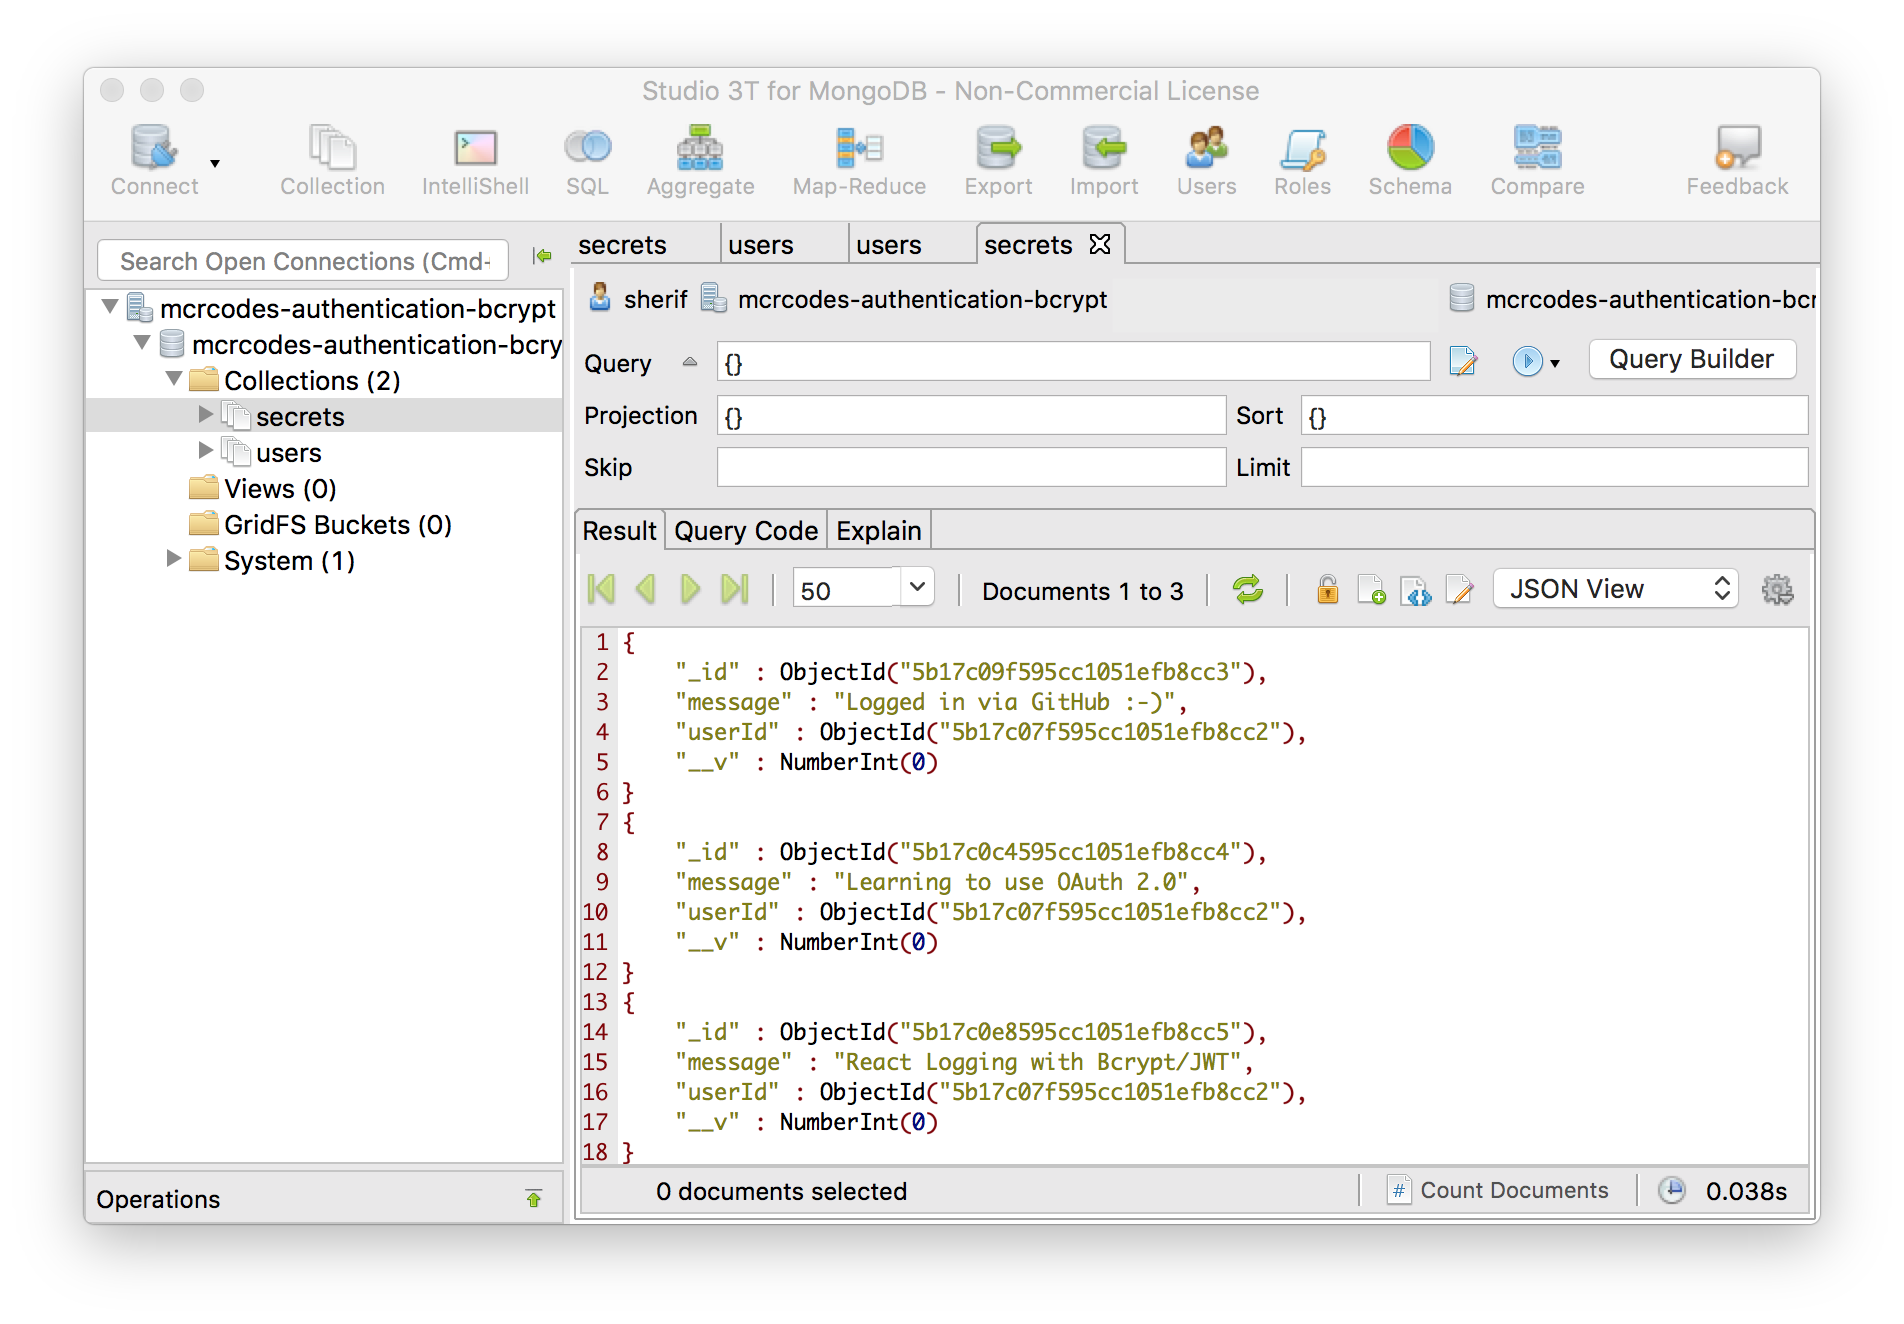 Studio 3T for MongoDB - Non-Commercial License
Connect Collection IntelliShell SQL Aggregate Map-Reduce Export Import Users Roles Schema Compare Feedback
Search Open Connections (Cmd-
secrets users users secrets
mcrcodes-authentication-bcrypt
mcrcodes-authentication-bcry
Collections (2)
secrets
users
Views (0)
GridFS Buckets (0)
System (1)
Operations
sherif mcrcodes-authentication-bcrypt mcrcodes-authentication-bcr
Query {} Query Builder
Projection {} Sort {}
Skip Limit
Result Query Code Explain
50 Documents 1 to 3 JSON View
1 {
2 "_id" : ObjectId("5b17c09f595cc1051efb8cc3"),
3 "message" : "Logged in via GitHub :-)",
4 "userId" : ObjectId("5b17c07f595cc1051efb8cc2"),
5 "__v" : NumberInt(0)
6 }
7 {
8 "_id" : ObjectId("5b17c0c4595cc1051efb8cc4"),
9 "message" : "Learning to use OAuth 2.0",
10 "userId" : ObjectId("5b17c07f595cc1051efb8cc2"),
11 "__v" : NumberInt(0)
12 }
13 {
14 "_id" : ObjectId("5b17c0e8595cc1051efb8cc5"),
15 "message" : "React Logging with Bcrypt/JWT",
16 "userId" : ObjectId("5b17c07f595cc1051efb8cc2"),
17 "__v" : NumberInt(0)
18 }
0 documents selected # Count Documents 0.038s